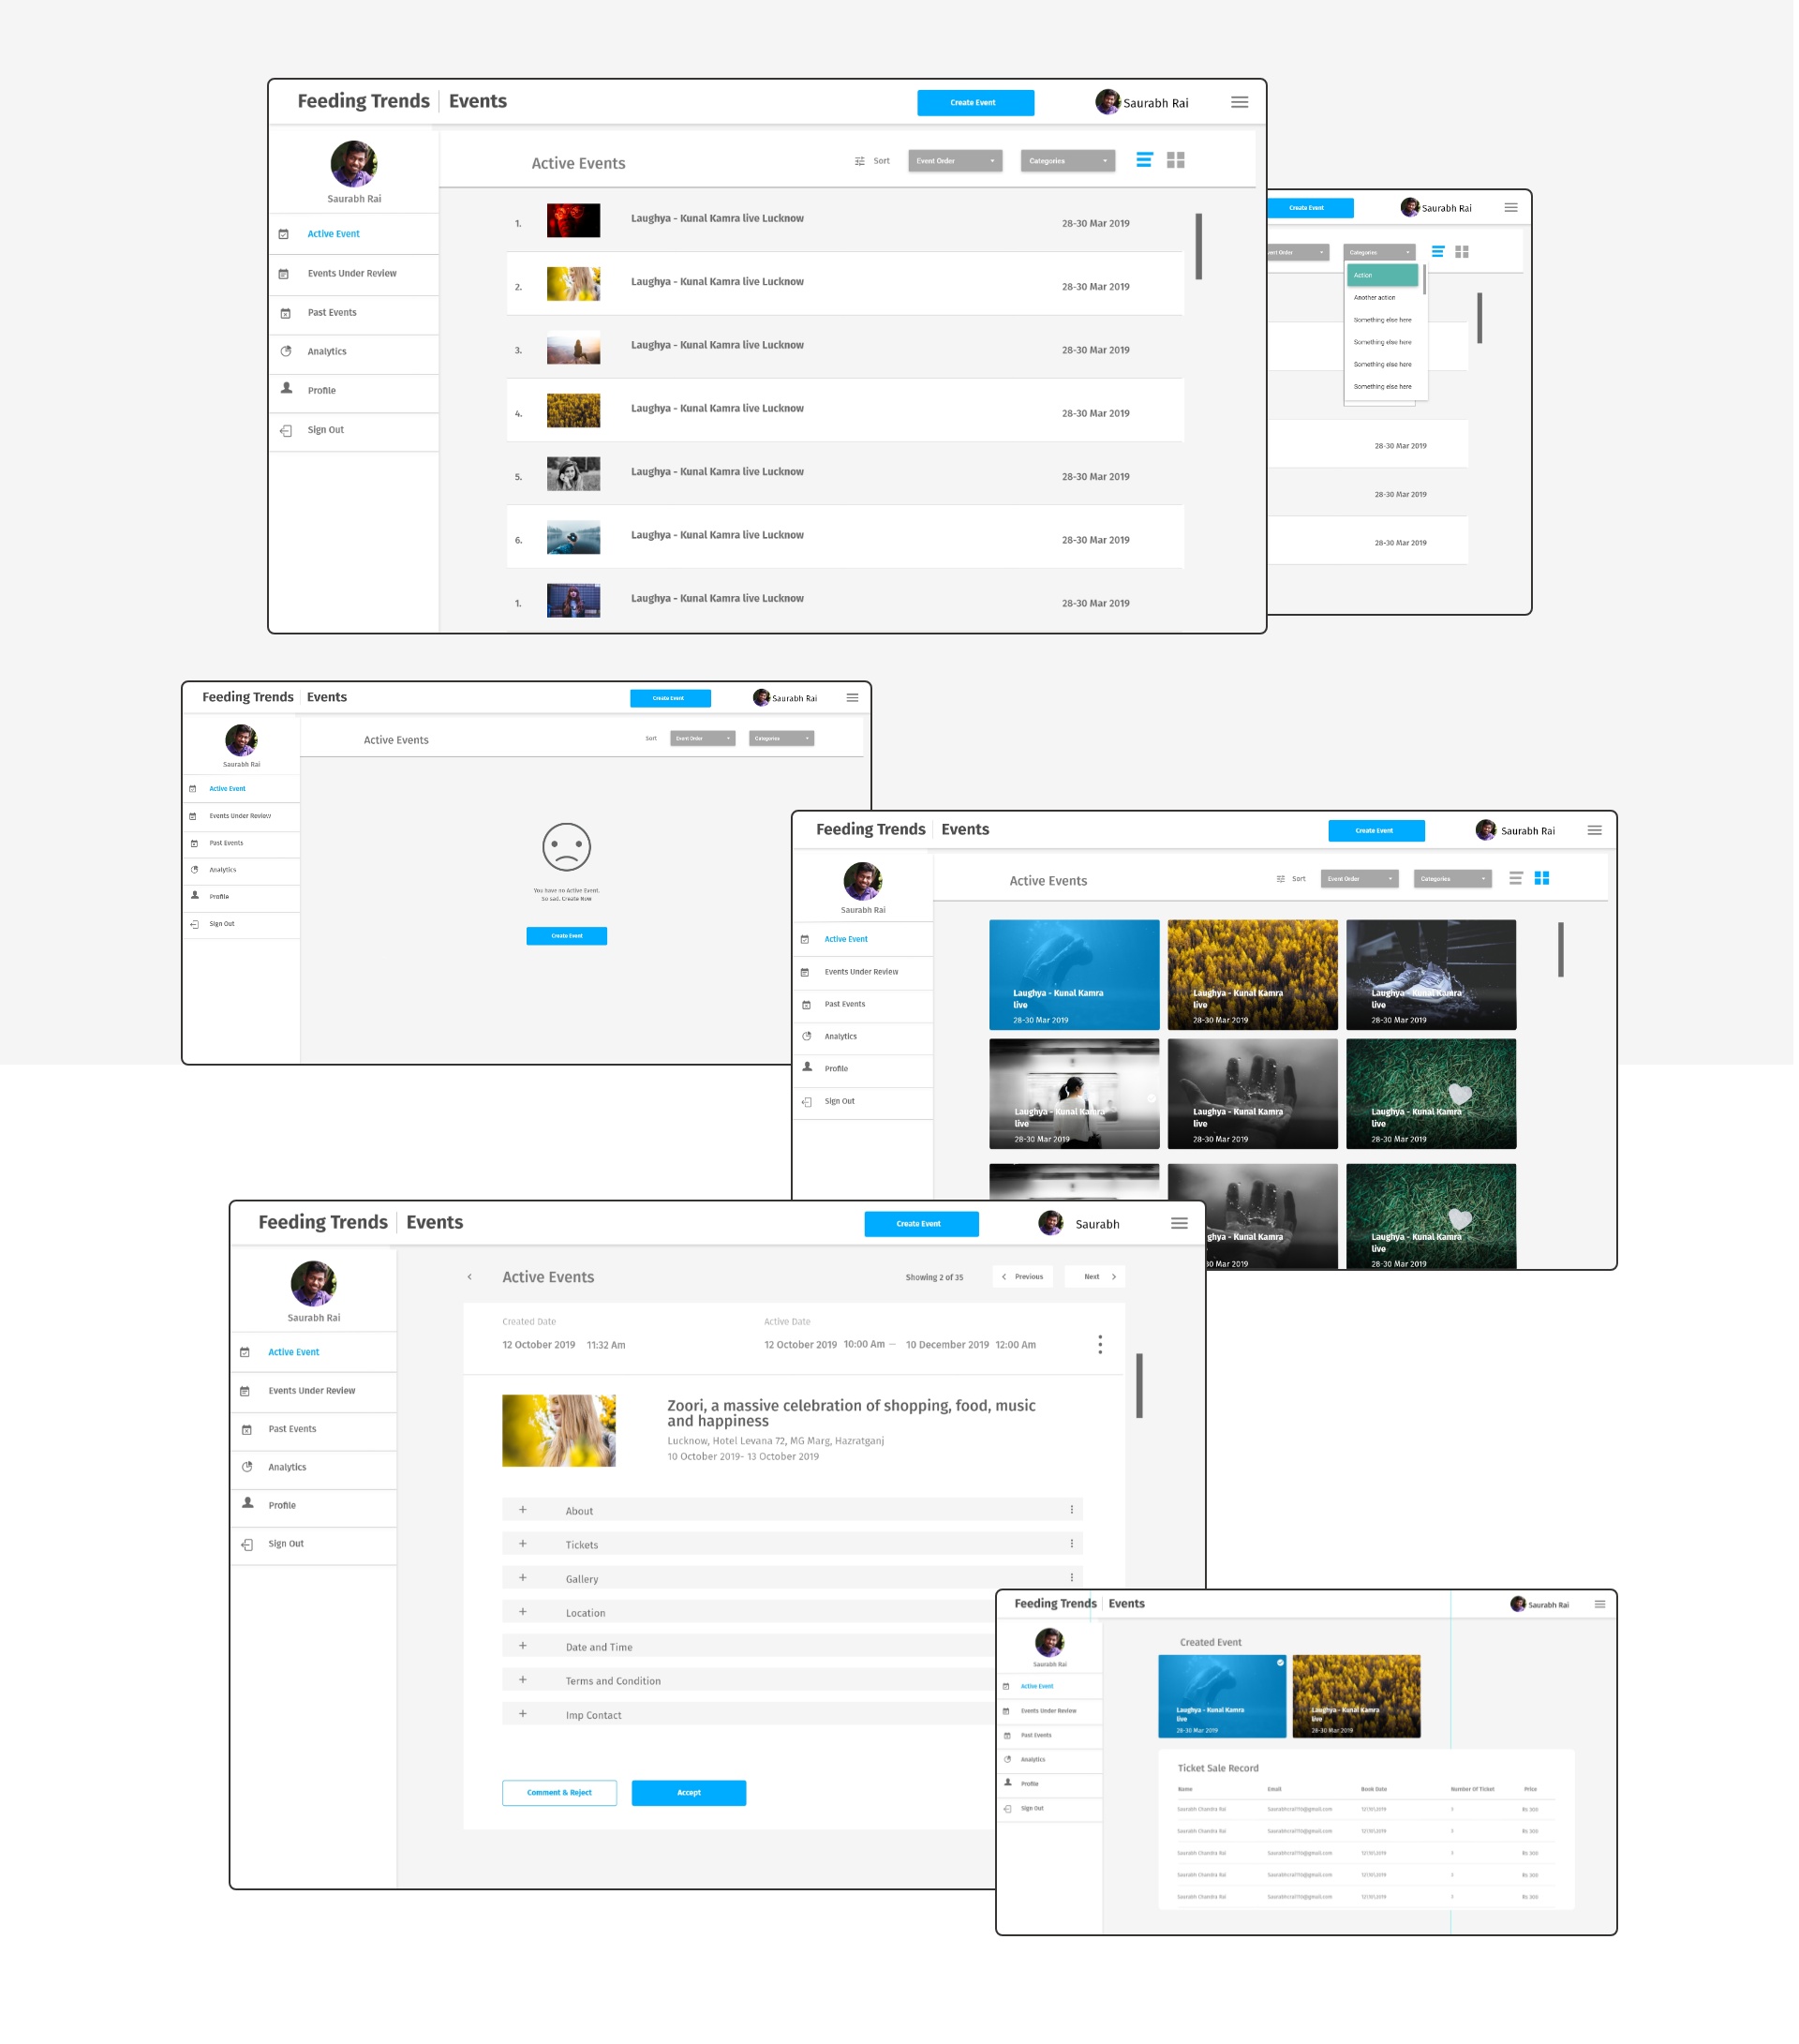 Feeding Trends Events
Create Event
Saurabh Rai
Saurabh Rai
Active Event
Events Under Review
Past Events
Analytics
Profile
Sign Out
Active Events
Sort
Event Order
Categories
1. Laughya - Kunal Kamra live Lucknow 28-30 Mar 2019
2. Laughya - Kunal Kamra live Lucknow 28-30 Mar 2019
3. Laughya - Kunal Kamra live Lucknow 28-30 Mar 2019
4. Laughya - Kunal Kamra live Lucknow 28-30 Mar 2019
5. Laughya - Kunal Kamra live Lucknow 28-30 Mar 2019
6. Laughya - Kunal Kamra live Lucknow 28-30 Mar 2019
1. Laughya - Kunal Kamra live Lucknow 28-30 Mar 2019
Create Event
Saurabh Rai
Order
Categories
Action
Another action
Something else here
Something else here
Something else here
Something else here
28-30 Mar 2019
28-30 Mar 2019
28-30 Mar 2019
Feeding Trends Events
Create Event
Saurabh Rai
Saurabh Rai
Active Event
Events Under Review
Past Events
Analytics
Profile
Sign Out
Active Events
Sort
Event Order
Categories
You have no Active Event.
So sad. Create Now
Create Event
Feeding Trends Events
Create Event
Saurabh Rai
Saurabh Rai
Active Event
Events Under Review
Past Events
Analytics
Profile
Sign Out
Active Events
Sort
Event Order
Categories
Laughya - Kunal Kamra
live
28-30 Mar 2019
Laughya - Kunal Kamra
live
28-30 Mar 2019
Laughya - Kunal Kamra
live
28-30 Mar 2019
Laughya - Kunal Kamra
live
28-30 Mar 2019
Laughya - Kunal Kamra
live
28-30 Mar 2019
Laughya - Kunal Kamra
live
28-30 Mar 2019
ghya - Kunal Kamra
30 Mar 2019
Laughya - Kunal Kamra
live
28-30 Mar 2019
Feeding Trends Events
Create Event
Saurabh
Saurabh Rai
Active Event
Events Under Review
Past Events
Analytics
Profile
Sign Out
Active Events
Showing 2 of 35
Previous
Next
Created Date
12 October 2019 11:32 Am
Active Date
12 October 2019 10:00 Am – 10 December 2019 12:00 Am
Zoori, a massive celebration of shopping, food, music
and happiness
Lucknow, Hotel Levana 72, MG Marg, Hazratganj
10 October 2019- 13 October 2019
+ About
+ Tickets
+ Gallery
+ Location
+ Date and Time
+ Terms and Condition
+ Imp Contact
Comment & Reject
Accept
Feeding Trends Events
Saurabh Rai
Saurabh Rai
Active Event
Events Under Review
Past Events
Analytics
Profile
Sign Out
Created Event
Laughya - Kunal Kamra
live
28-30 Mar 2019
Laughya - Kunal Kamra
live
28-30 Mar 2019
Ticket Sale Record
Name Email Book Date Number Of Ticket Price
Saurabh Chandra Rai Rs 300
Saurabh Chandra Rai Rs 300
Saurabh Chandra Rai Rs 300
Saurabh Chandra Rai Rs 300
Saurabh Chandra Rai Rs 300